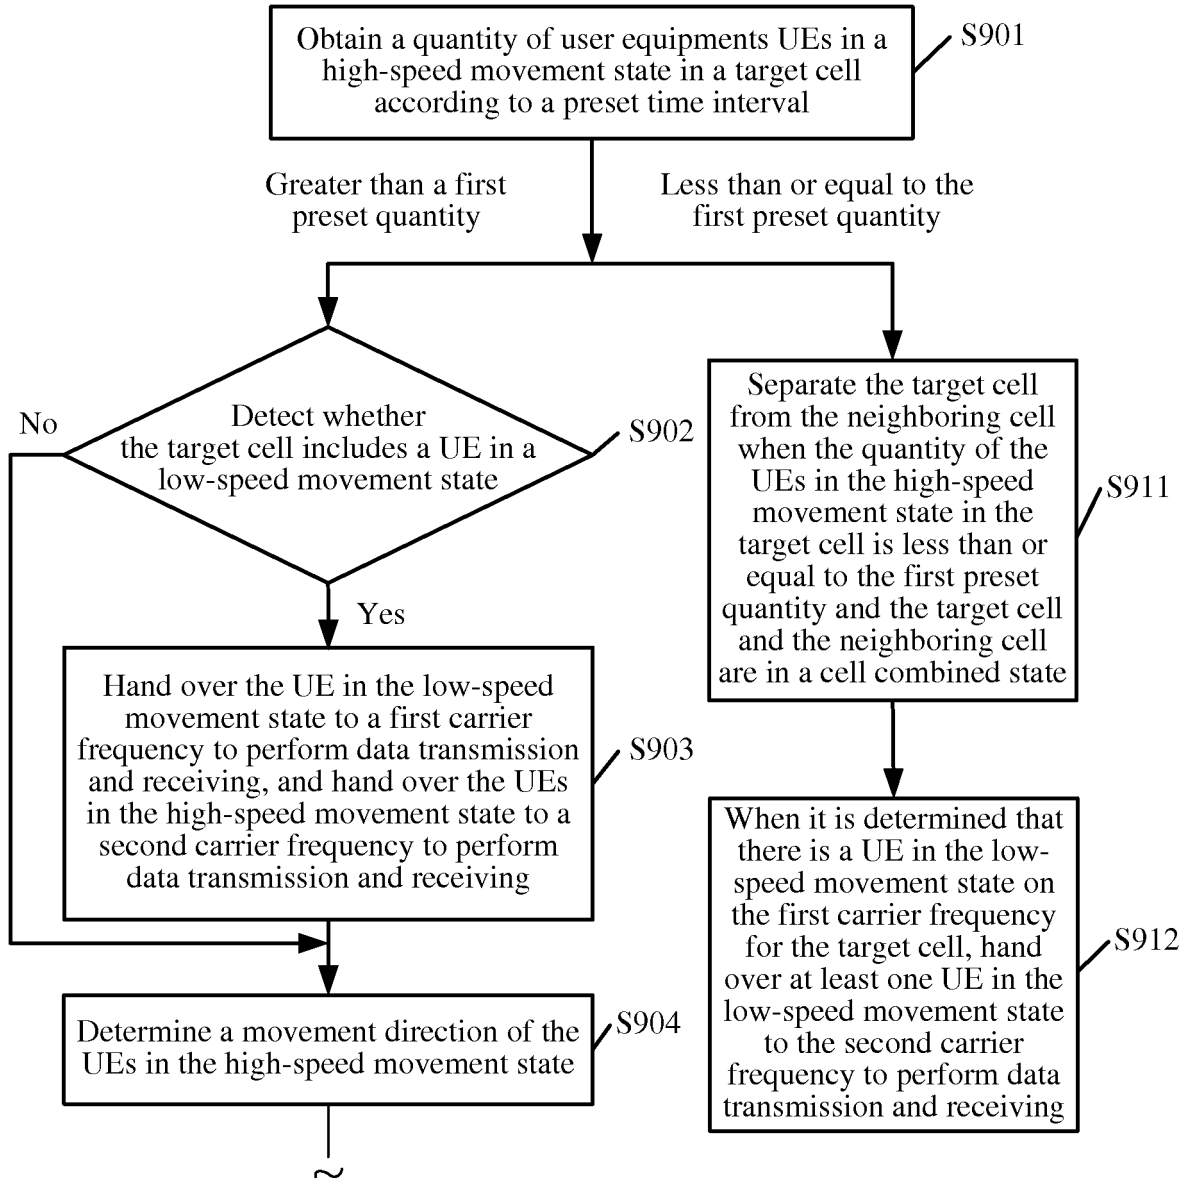 Obtain a quantity of user equipments UEs in a
high-speed movement state in a target cell
according to a preset time interval
S901
Greater than a first
preset quantity
Less than or equal to the
first preset quantity
No
Detect whether
the target cell includes a UE in a
low-speed movement state
S902
Yes
Hand over the UE in the low-speed
movement state to a first carrier
frequency to perform data transmission
and receiving, and hand over the UEs
in the high-speed movement state to a
second carrier frequency to perform
data transmission and receiving
S903
Determine a movement direction of the
UEs in the high-speed movement state
S904
Separate the target cell
from the neighboring cell
when the quantity of the
UEs in the high-speed
movement state in the
target cell is less than or
equal to the first preset
quantity and the target cell
and the neighboring cell
are in a cell combined state
S911
When it is determined that
there is a UE in the low-
speed movement state on
the first carrier frequency
for the target cell, hand
over at least one UE in the
low-speed movement state
to the second carrier
frequency to perform data
transmission and receiving
S912